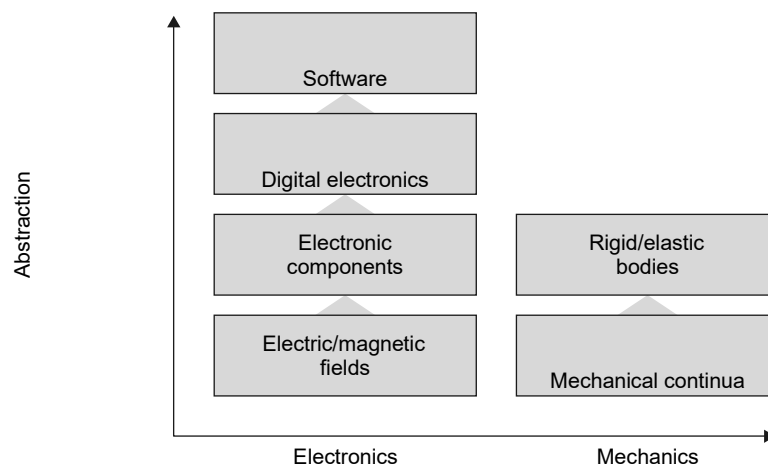 Software
Digital electronics
Electronic
components
Rigid/elastic
bodies
Electric/magnetic
fields
Mechanical continua
Abstraction
Electronics
Mechanics